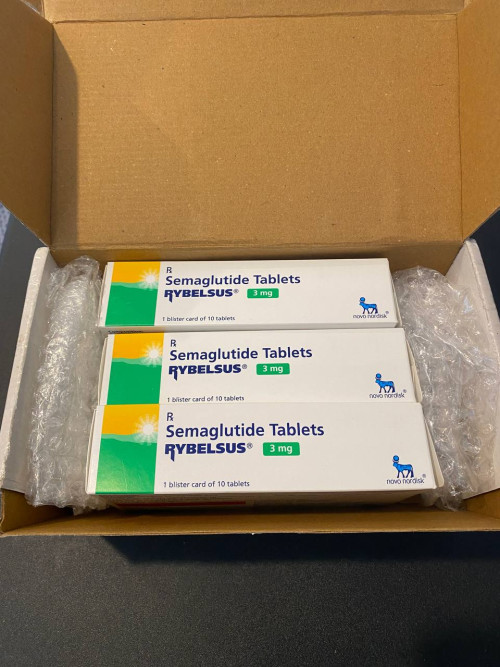 ℞
Semaglutide Tablets
RYBELSUS® 3 mg
1 blister card of 10 tablets
novo nordisk®
℞
Semaglutide Tablets
RYBELSUS® 3 mg
1 blister card of 10 tablets
novo nordisk®
℞
Semaglutide Tablets
RYBELSUS® 3 mg
1 blister card of 10 tablets
novo nordisk®